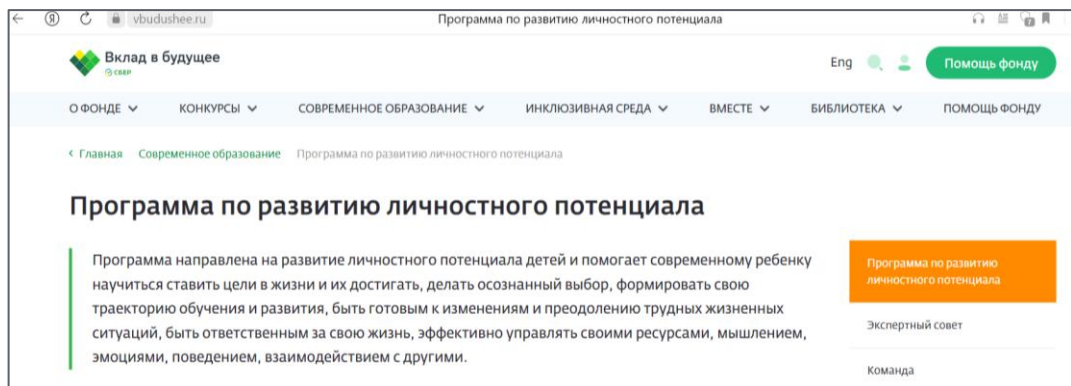 vbudushee.ru Программа по развитию личностного потенциала
Вклад в будущее
СБЕР
Eng Помощь фонду
О ФОНДЕ КОНКУРСЫ СОВРЕМЕННОЕ ОБРАЗОВАНИЕ ИНКЛЮЗИВНАЯ СРЕДА ВМЕСТЕ БИБЛИОТЕКА ПОМОЩЬ ФОНДУ
Главная Современное образование Программа по развитию личностного потенциала
Программа по развитию личностного потенциала
Программа направлена на развитие личностного потенциала детей и помогает современному ребенку
научиться ставить цели в жизни и их достигать, делать осознанный выбор, формировать свою
траекторию обучения и развития, быть готовым к изменениям и преодолению трудных жизненных
ситуаций, быть ответственным за свою жизнь, эффективно управлять своими ресурсами, мышлением,
эмоциями, поведением, взаимодействием с другими.
Программа по развитию
личностного потенциала
Экспертный совет
Команда